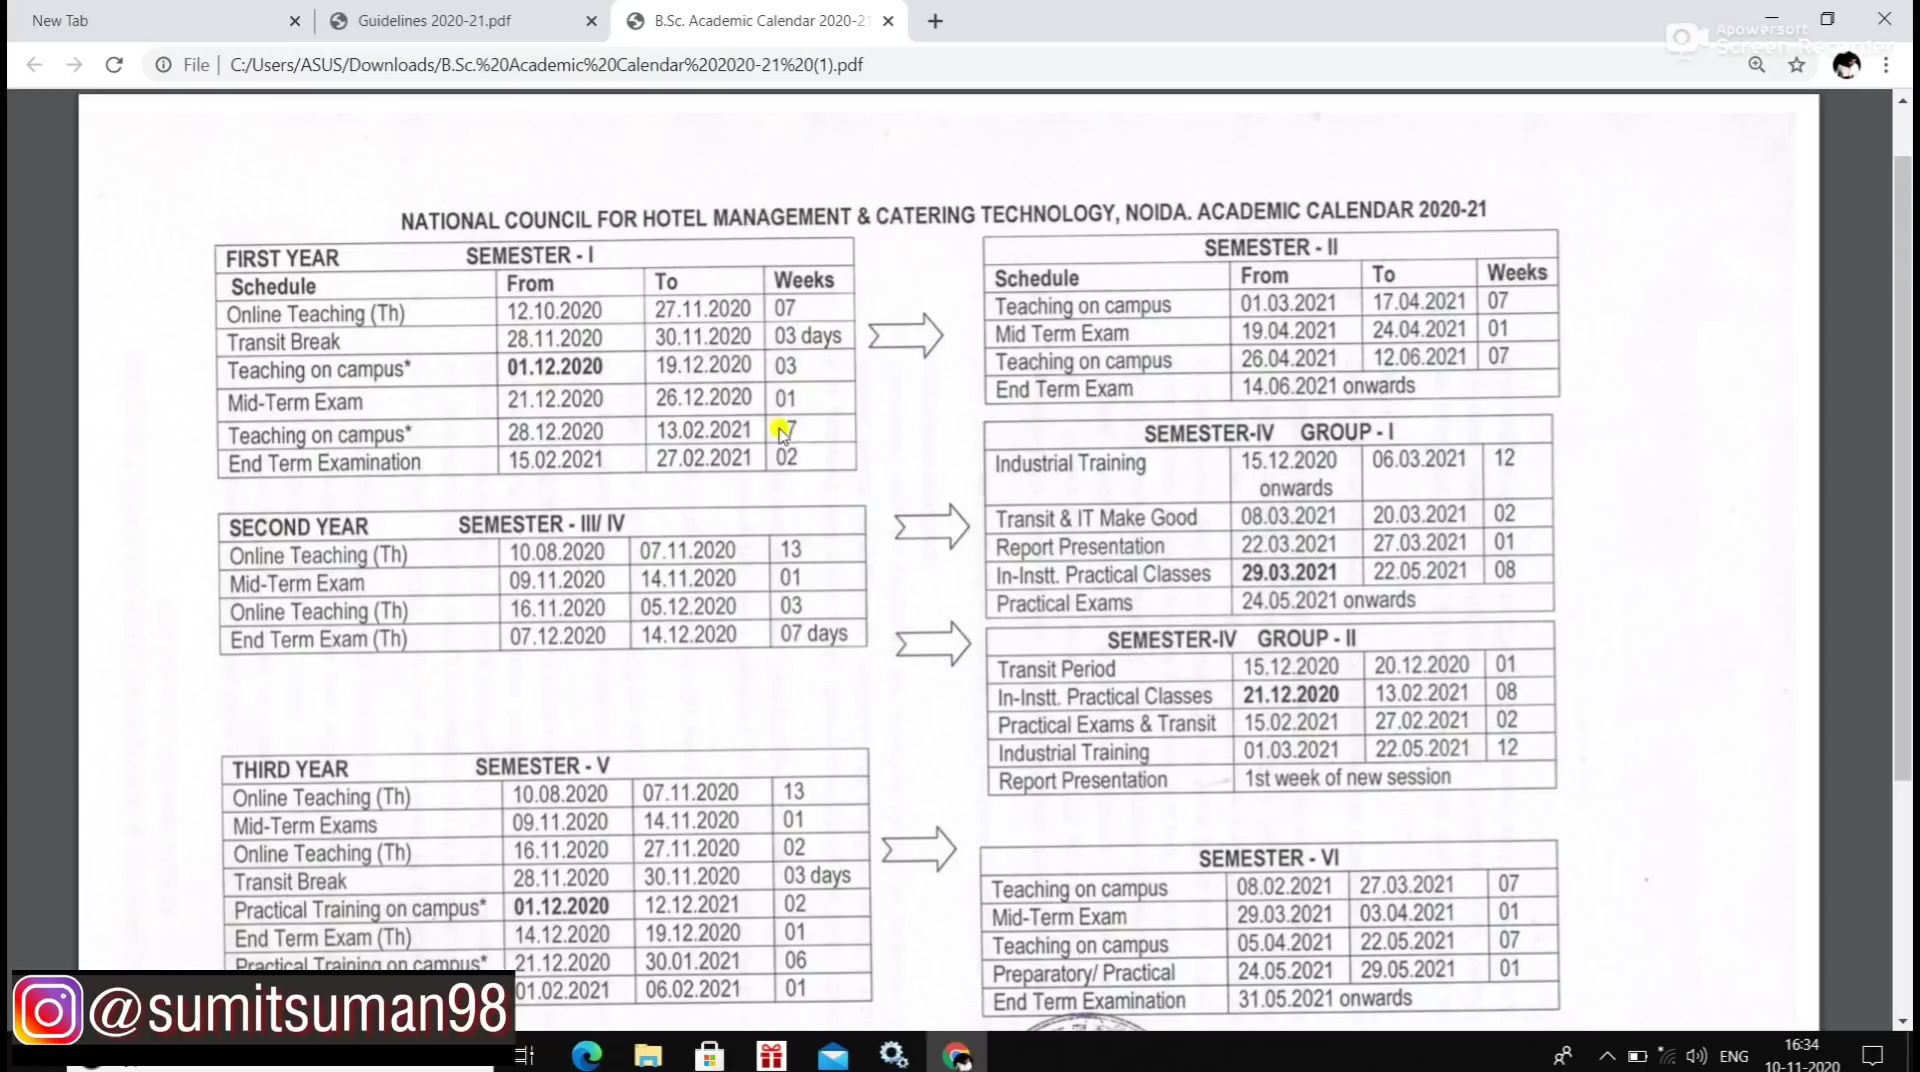 New Tab
Guidelines 2020-21.pdf
B.Sc. Academic Calendar 2020-21
Apowersoft
Screen Recorder
File
C:/Users/ASUS/Downloads/B.Sc.%20Academic%20Calendar%202020-21%20(1).pdf
NATIONAL COUNCIL FOR HOTEL MANAGEMENT & CATERING TECHNOLOGY, NOIDA. ACADEMIC CALENDAR 2020-21
FIRST YEAR SEMESTER - I
Schedule From To Weeks
Online Teaching (Th) 12.10.2020 27.11.2020 07
Transit Break 28.11.2020 30.11.2020 03 days
Teaching on campus* 01.12.2020 19.12.2020 03
Mid-Term Exam 21.12.2020 26.12.2020 01
Teaching on campus* 28.12.2020 13.02.2021
End Term Examination 15.02.2021 27.02.2021 02
SEMESTER - II
Schedule From To Weeks
Teaching on campus 01.03.2021 17.04.2021 07
Mid Term Exam 19.04.2021 24.04.2021 01
Teaching on campus 26.04.2021 12.06.2021 07
End Term Exam 14.06.2021 onwards
SECOND YEAR SEMESTER - III/ IV
Online Teaching (Th) 10.08.2020 07.11.2020 13
Mid-Term Exam 09.11.2020 14.11.2020 01
Online Teaching (Th) 16.11.2020 05.12.2020 03
End Term Exam (Th) 07.12.2020 14.12.2020 07 days
SEMESTER-IV GROUP - I
Industrial Training 15.12.2020 06.03.2021 12
onwards
Transit & IT Make Good 08.03.2021 20.03.2021 02
Report Presentation 22.03.2021 27.03.2021 01
In-Instt. Practical Classes 29.03.2021 22.05.2021 08
Practical Exams 24.05.2021 onwards
SEMESTER-IV GROUP - II
Transit Period 15.12.2020 20.12.2020 01
In-Instt. Practical Classes 21.12.2020 13.02.2021 08
Practical Exams & Transit 15.02.2021 27.02.2021 02
Industrial Training 01.03.2021 22.05.2021 12
Report Presentation 1st week of new session
THIRD YEAR SEMESTER - V
Online Teaching (Th) 10.08.2020 07.11.2020 13
Mid-Term Exams 09.11.2020 14.11.2020 01
Online Teaching (Th) 16.11.2020 27.11.2020 02
Transit Break 28.11.2020 30.11.2020 03 days
Practical Training on campus* 01.12.2020 12.12.2021 02
End Term Exam (Th) 14.12.2020 19.12.2020 01
Practical Training on campus* 21.12.2020 30.01.2021 06
01.02.2021 06.02.2021 01
SEMESTER - VI
Teaching on campus 08.02.2021 27.03.2021 07
Mid-Term Exam 29.03.2021 03.04.2021 01
Teaching on campus 05.04.2021 22.05.2021 07
Preparatory/ Practical 24.05.2021 29.05.2021 01
End Term Examination 31.05.2021 onwards
@sumitsuman98
ENG
16:34
10-11-2020